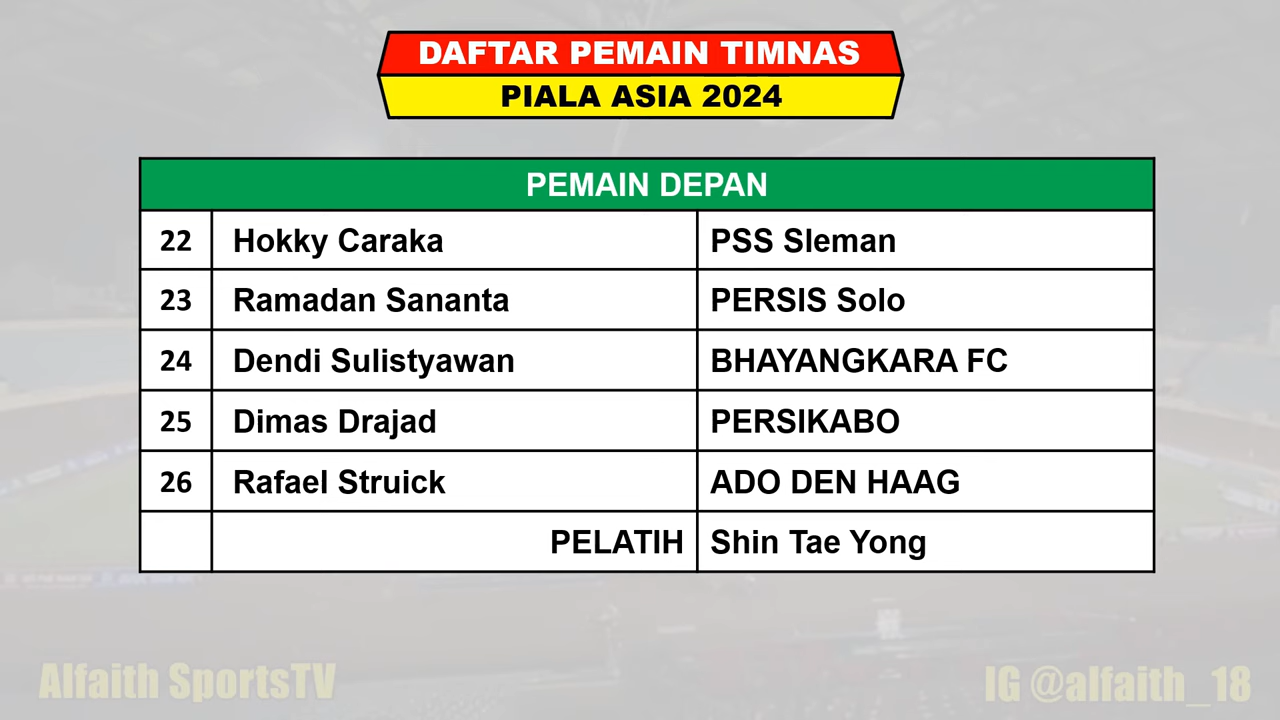 DAFTAR PEMAIN TIMNAS
PIALA ASIA 2024
PEMAIN DEPAN
22 Hokky Caraka PSS Sleman
23 Ramadan Sananta PERSIS Solo
24 Dendi Sulistyawan BHAYANGKARA FC
25 Dimas Drajad PERSIKABO
26 Rafael Struick ADO DEN HAAG
PELATIH Shin Tae Yong
Alfaith SportsTV IG @alfaith_18